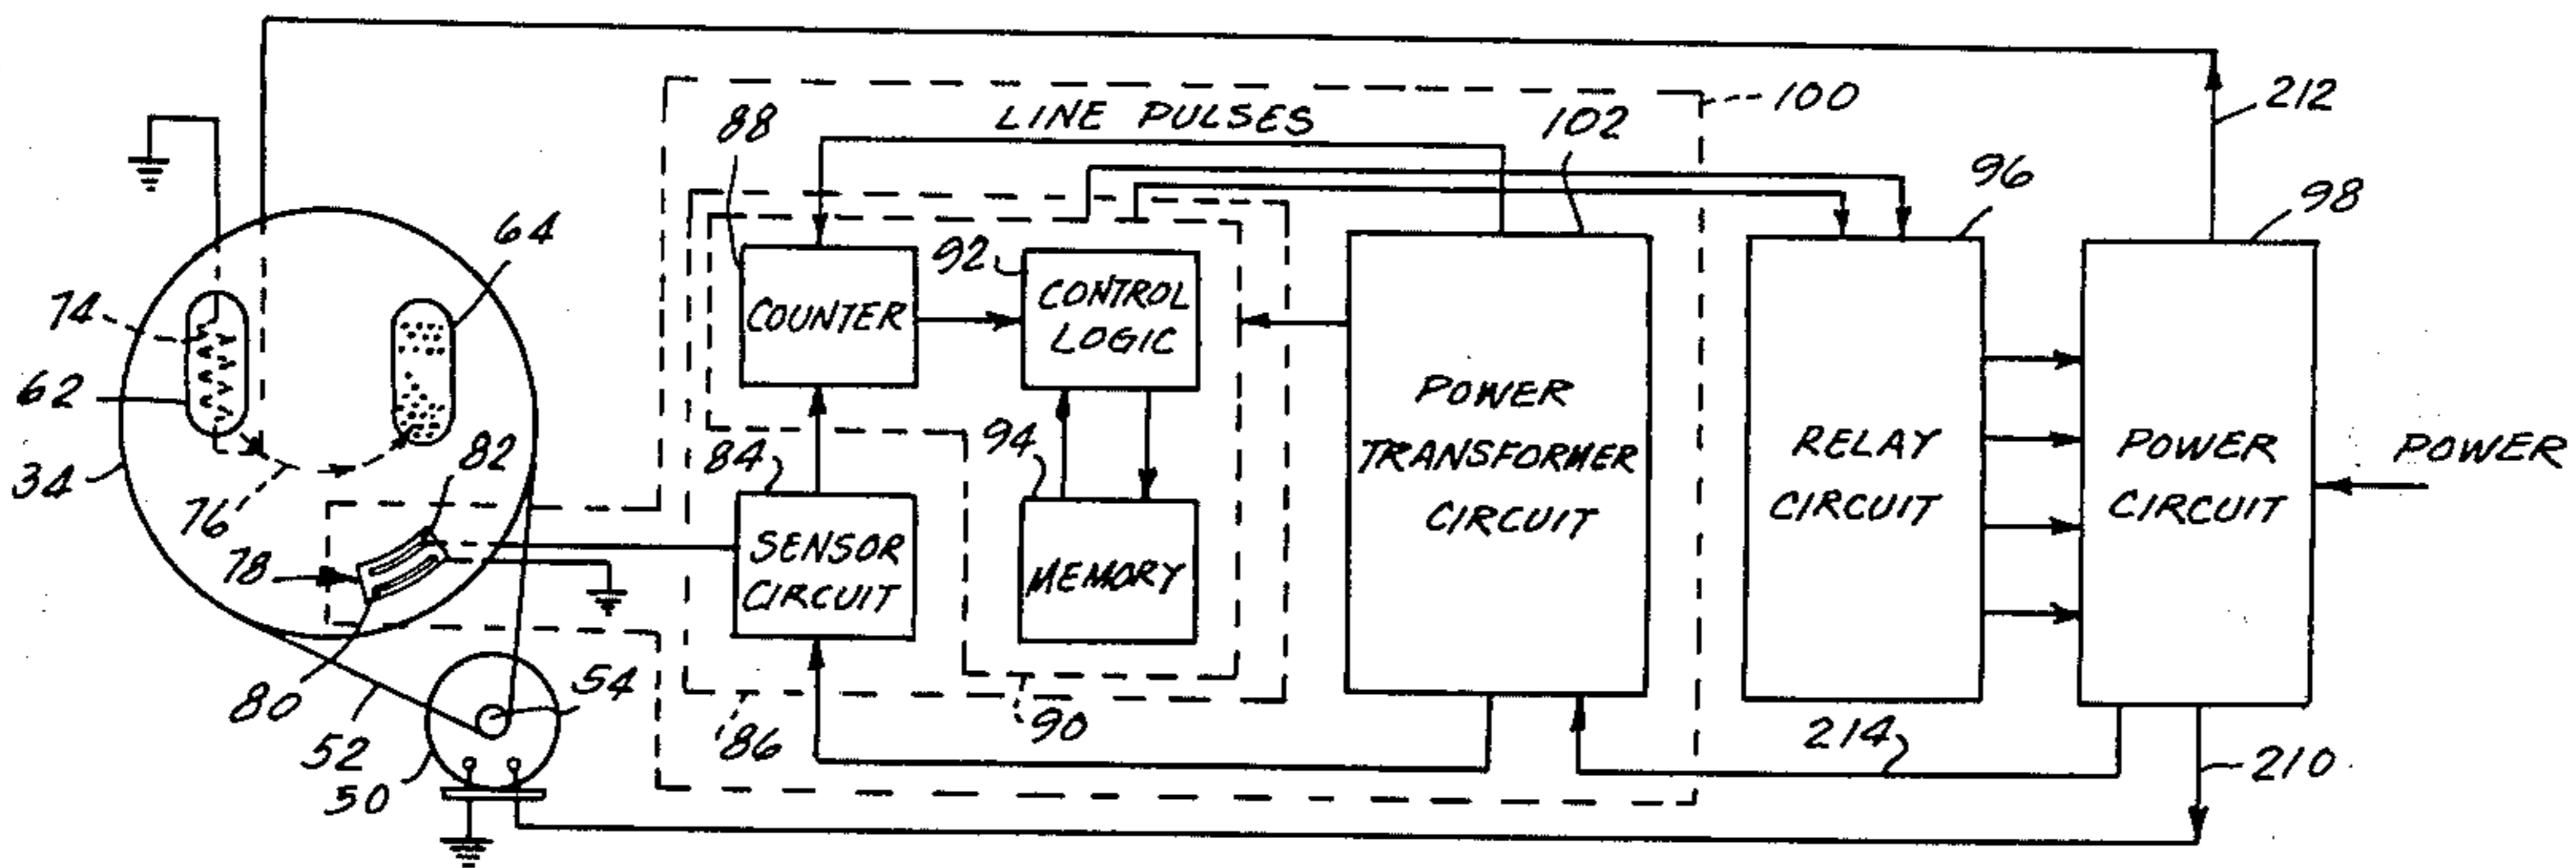 LINE PULSES
100
212
88
102
96
98
64
92
74
COUNTER
CONTROL
LOGIC
62
POWER
TRANSFORMER
CIRCUIT
RELAY
CIRCUIT
POWER
CIRCUIT
POWER
34
76
82
84
94
78
SENSOR
CIRCUIT
MEMORY
80
52
50
54
86
90
214
210